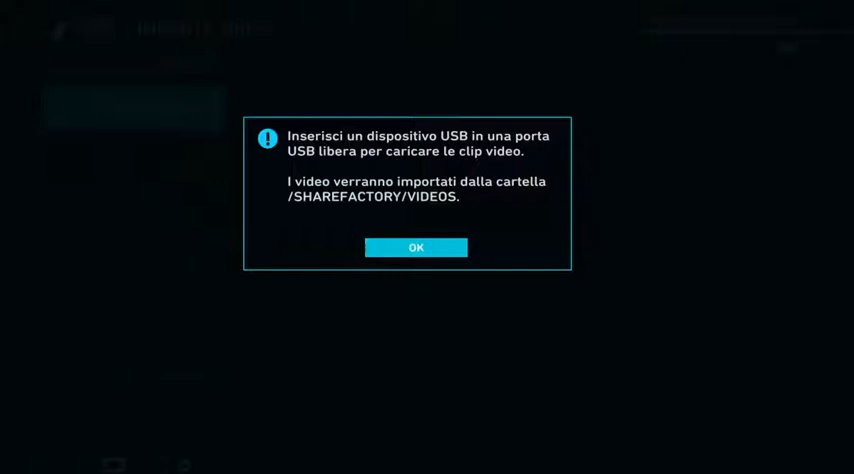 Inserisci un dispositivo USB in una porta
USB libera per caricare le clip video.
I video verranno importati dalla cartella
/SHAREFACTORY/VIDEOS.
OK